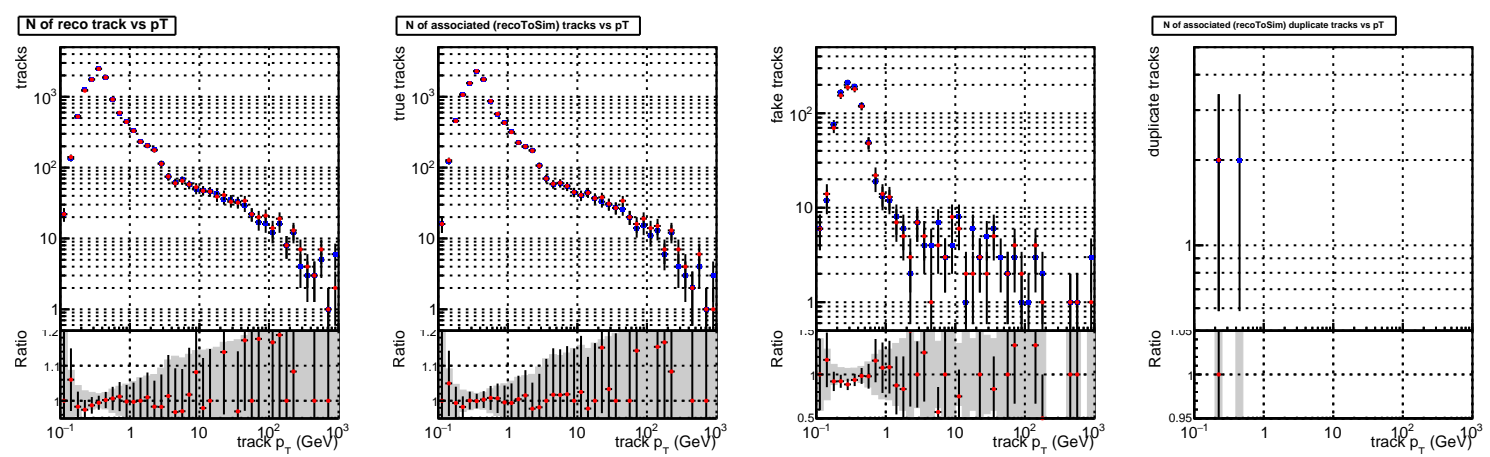 N of reco track vs pT
tracks
10³
10²
10
1
Ratio
1.2
1.1
1
10⁻¹ 1 10 10² 10³
track p_T (GeV)
N of associated (recoToSim) tracks vs pT
true tracks
10³
10²
10
1
Ratio
1.2
1.1
1
10⁻¹ 1 10 10² 10³
track p_T (GeV)
fake tracks
10²
10
1
Ratio
1.5
1
0.5
10⁻¹ 1 10 10² 10³
track p_T (GeV)
N of associated (recoToSim) duplicate tracks vs pT
duplicate tracks
1
Ratio
1.05
1
0.95
10⁻¹ 1 10 10² 10³
track p_T (GeV)